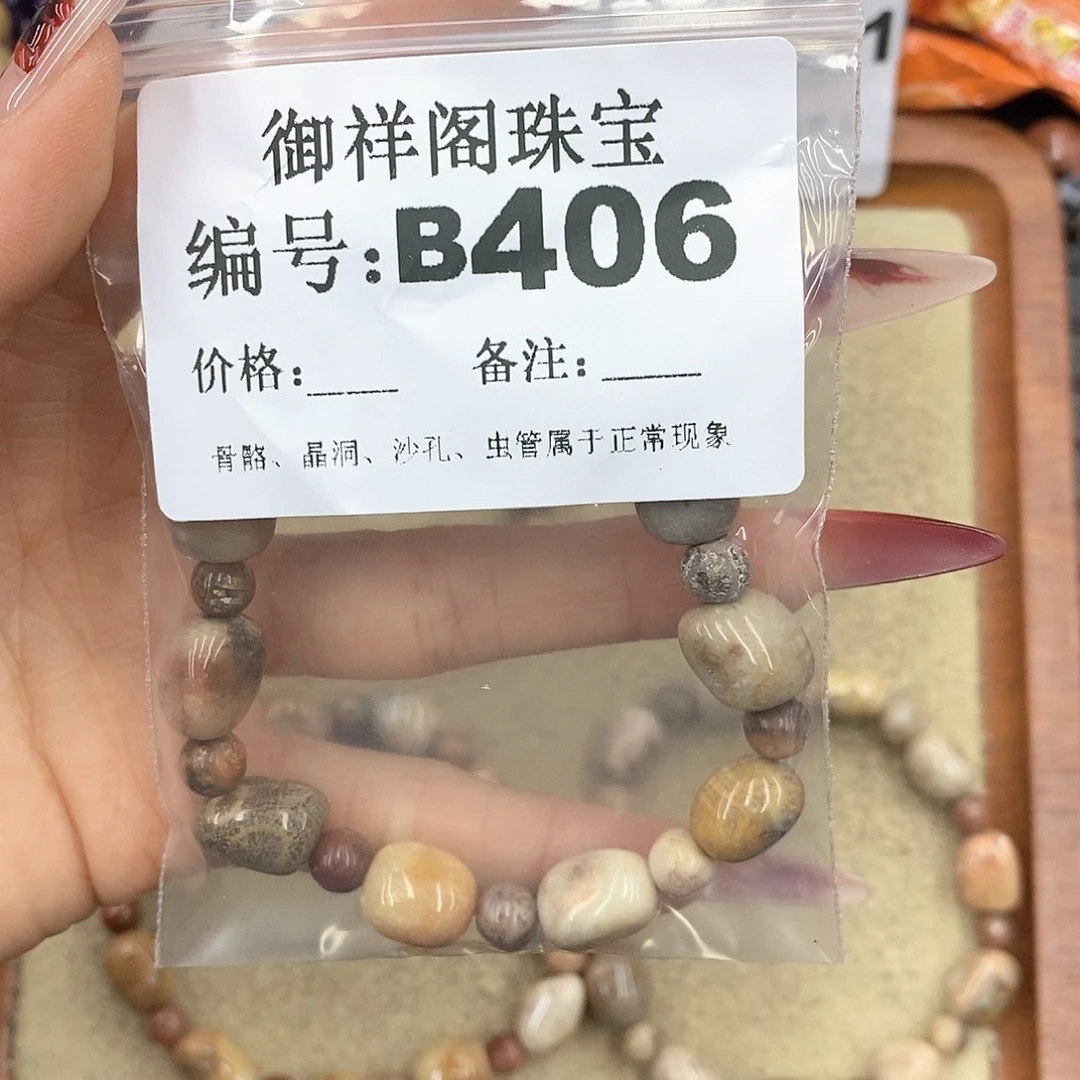 御祥阁珠宝
编号:B406
价格:____ 备注:____
骨骼、晶洞、沙孔、虫管属于正常现象
1